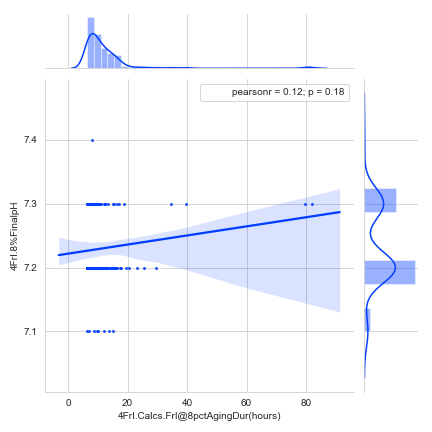 pearsonr = 0.12; p = 0.18
7.4
7.3
7.2
7.1
4Frl.8%FinalpH
0 20 40 60 80
4Frl.Calcs.Frl@8pctAgingDur(hours)